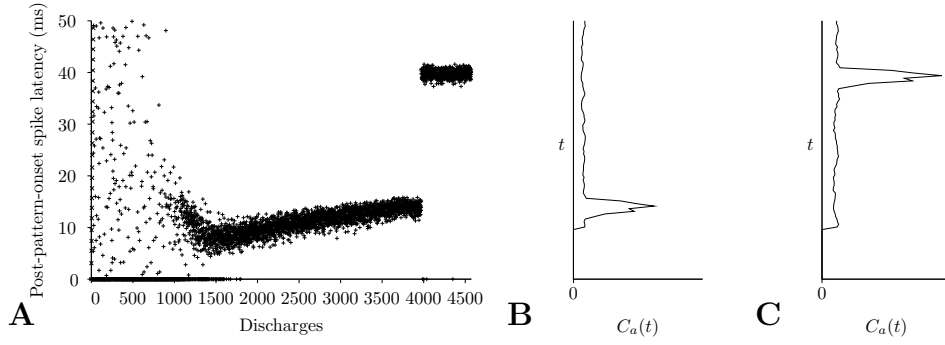 Post-pattern-onset spike latency (ms)
50
40
30
20
10
0
0 500 1000 1500 2000 2500 3000 3500 4000 4500
Discharges
A
t
0
C_a(t)
B
t
0
C_a(t)
C